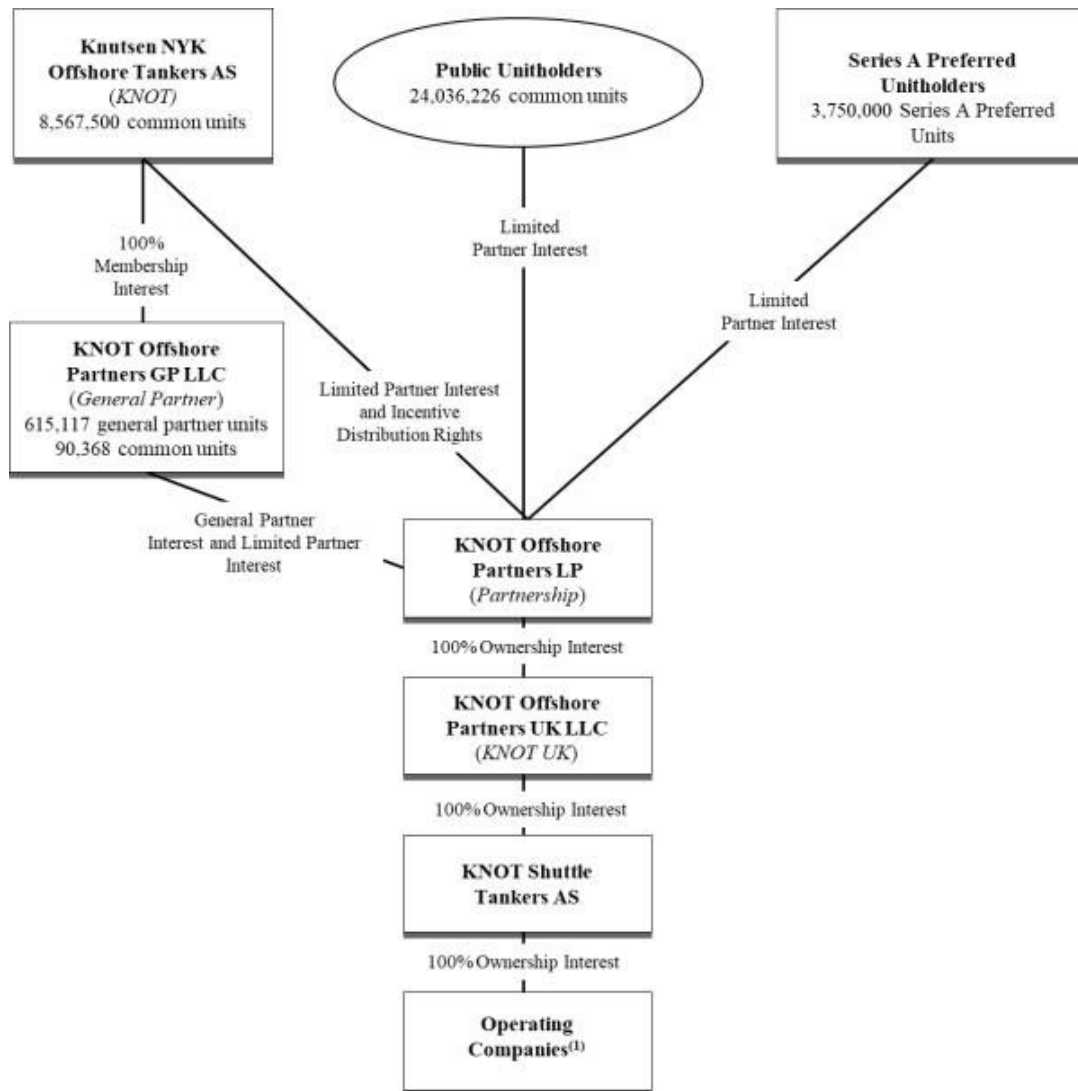 Knutsen NYK
Offshore Tankers AS
(KNOT)
8,567,500 common units
Public Unitholders
24,036,226 common units
Series A Preferred
Unitholders
3,750,000 Series A Preferred
Units
100%
Membership
Interest
Limited
Partner Interest
Limited
Partner Interest
KNOT Offshore
Partners GP LLC
(General Partner)
615,117 general partner units
90,368 common units
Limited Partner Interest
and Incentive
Distribution Rights
General Partner
Interest and Limited Partner
Interest
KNOT Offshore
Partners LP
(Partnership)
100% Ownership Interest
KNOT Offshore
Partners UK LLC
(KNOT UK)
100% Ownership Interest
KNOT Shuttle
Tankers AS
100% Ownership Interest
Operating
Companies(1)